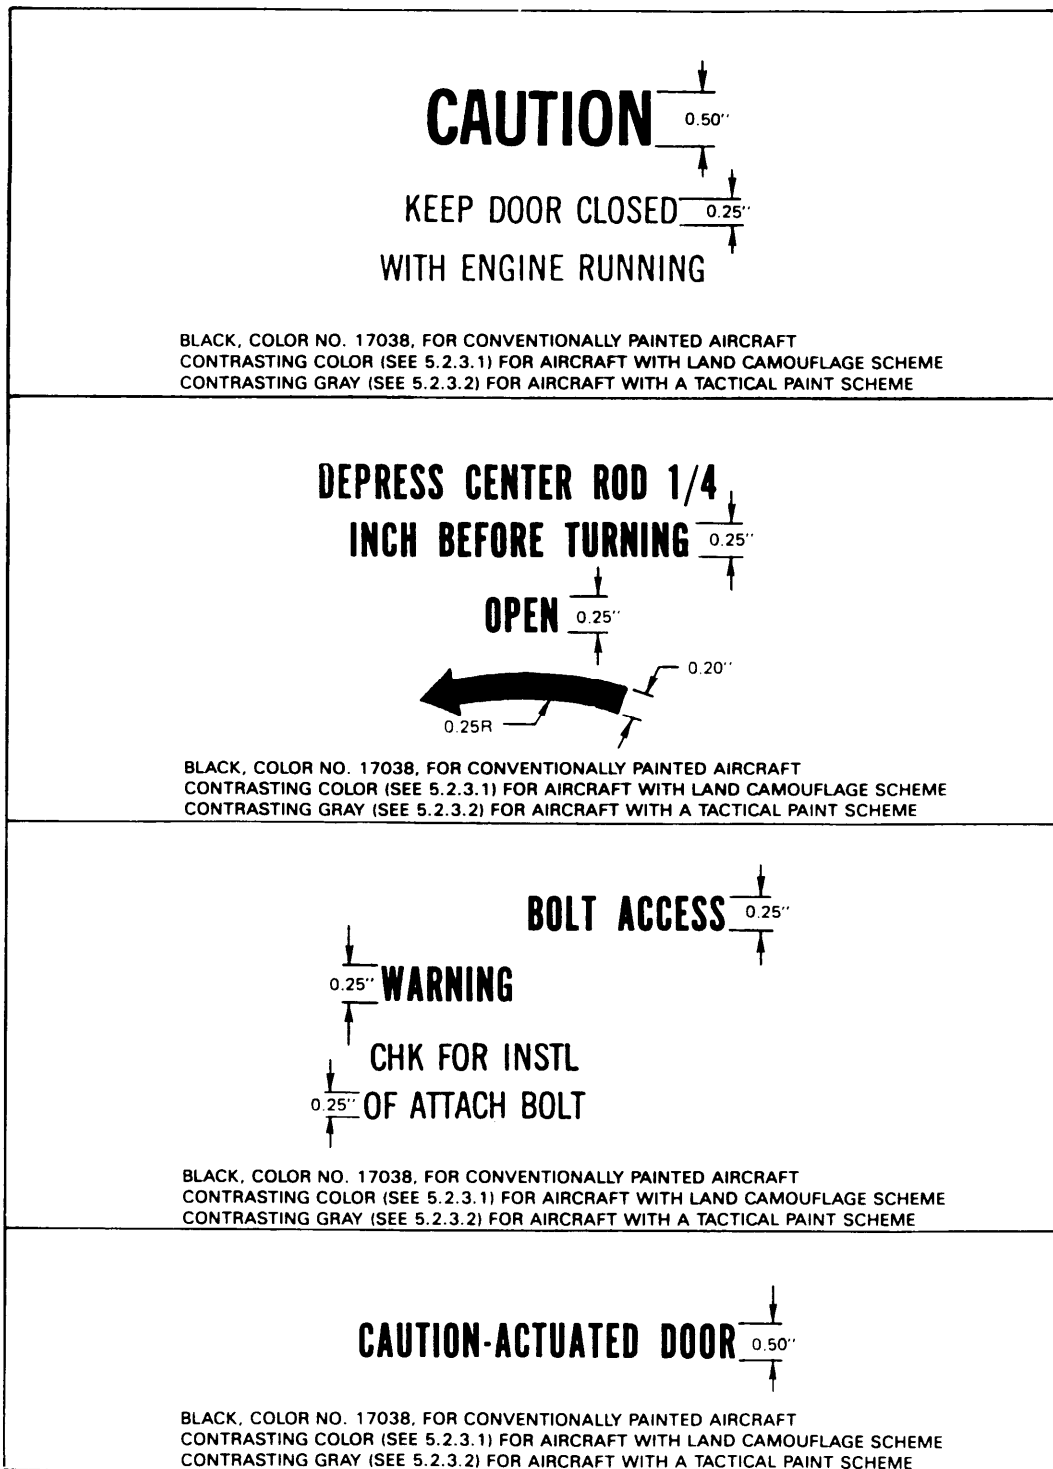 CAUTION 0.50''
KEEP DOOR CLOSED 0.25''
WITH ENGINE RUNNING
BLACK, COLOR NO. 17038, FOR CONVENTIONALLY PAINTED AIRCRAFT
CONTRASTING COLOR (SEE 5.2.3.1) FOR AIRCRAFT WITH LAND CAMOUFLAGE SCHEME
CONTRASTING GRAY (SEE 5.2.3.2) FOR AIRCRAFT WITH A TACTICAL PAINT SCHEME
DEPRESS CENTER ROD 1/4
INCH BEFORE TURNING 0.25''
OPEN 0.25''
0.20''
0.25R
BLACK, COLOR NO. 17038, FOR CONVENTIONALLY PAINTED AIRCRAFT
CONTRASTING COLOR (SEE 5.2.3.1) FOR AIRCRAFT WITH LAND CAMOUFLAGE SCHEME
CONTRASTING GRAY (SEE 5.2.3.2) FOR AIRCRAFT WITH A TACTICAL PAINT SCHEME
BOLT ACCESS 0.25''
0.25'' WARNING
CHK FOR INSTL
0.25'' OF ATTACH BOLT
BLACK, COLOR NO. 17038, FOR CONVENTIONALLY PAINTED AIRCRAFT
CONTRASTING COLOR (SEE 5.2.3.1) FOR AIRCRAFT WITH LAND CAMOUFLAGE SCHEME
CONTRASTING GRAY (SEE 5.2.3.2) FOR AIRCRAFT WITH A TACTICAL PAINT SCHEME
CAUTION-ACTUATED DOOR 0.50''
BLACK, COLOR NO. 17038, FOR CONVENTIONALLY PAINTED AIRCRAFT
CONTRASTING COLOR (SEE 5.2.3.1) FOR AIRCRAFT WITH LAND CAMOUFLAGE SCHEME
CONTRASTING GRAY (SEE 5.2.3.2) FOR AIRCRAFT WITH A TACTICAL PAINT SCHEME